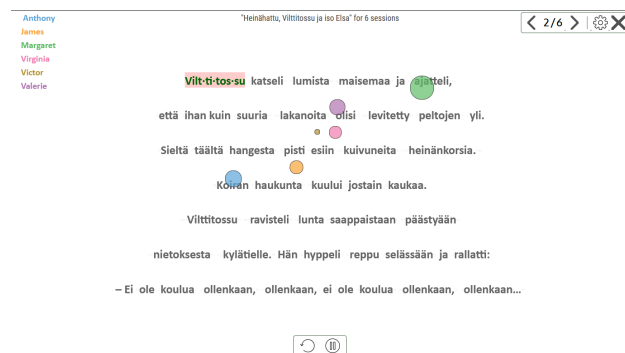 Anthony
James
Margaret
Virginia
Victor
Valerie
"Heinähattu, Vilttitossu ja iso Elsa" for 6 sessions
2/6
Vilt·ti·tos·su katseli lumista maisemaa ja ajatteli,
että ihan kuin suuria lakanoita olisi levitetty peltojen yli.
Sieltä täältä hangesta pisti esiin kuivuneita heinänkorsia.
Koiran haukunta kuului jostain kaukaa.
Vilttitossu ravisteli lunta saappaistaan päästyään
nietoksesta kylätielle. Hän hyppeli reppu selässään ja rallatti:
– Ei ole koulua ollenkaan, ollenkaan, ei ole koulua ollenkaan, ollenkaan...